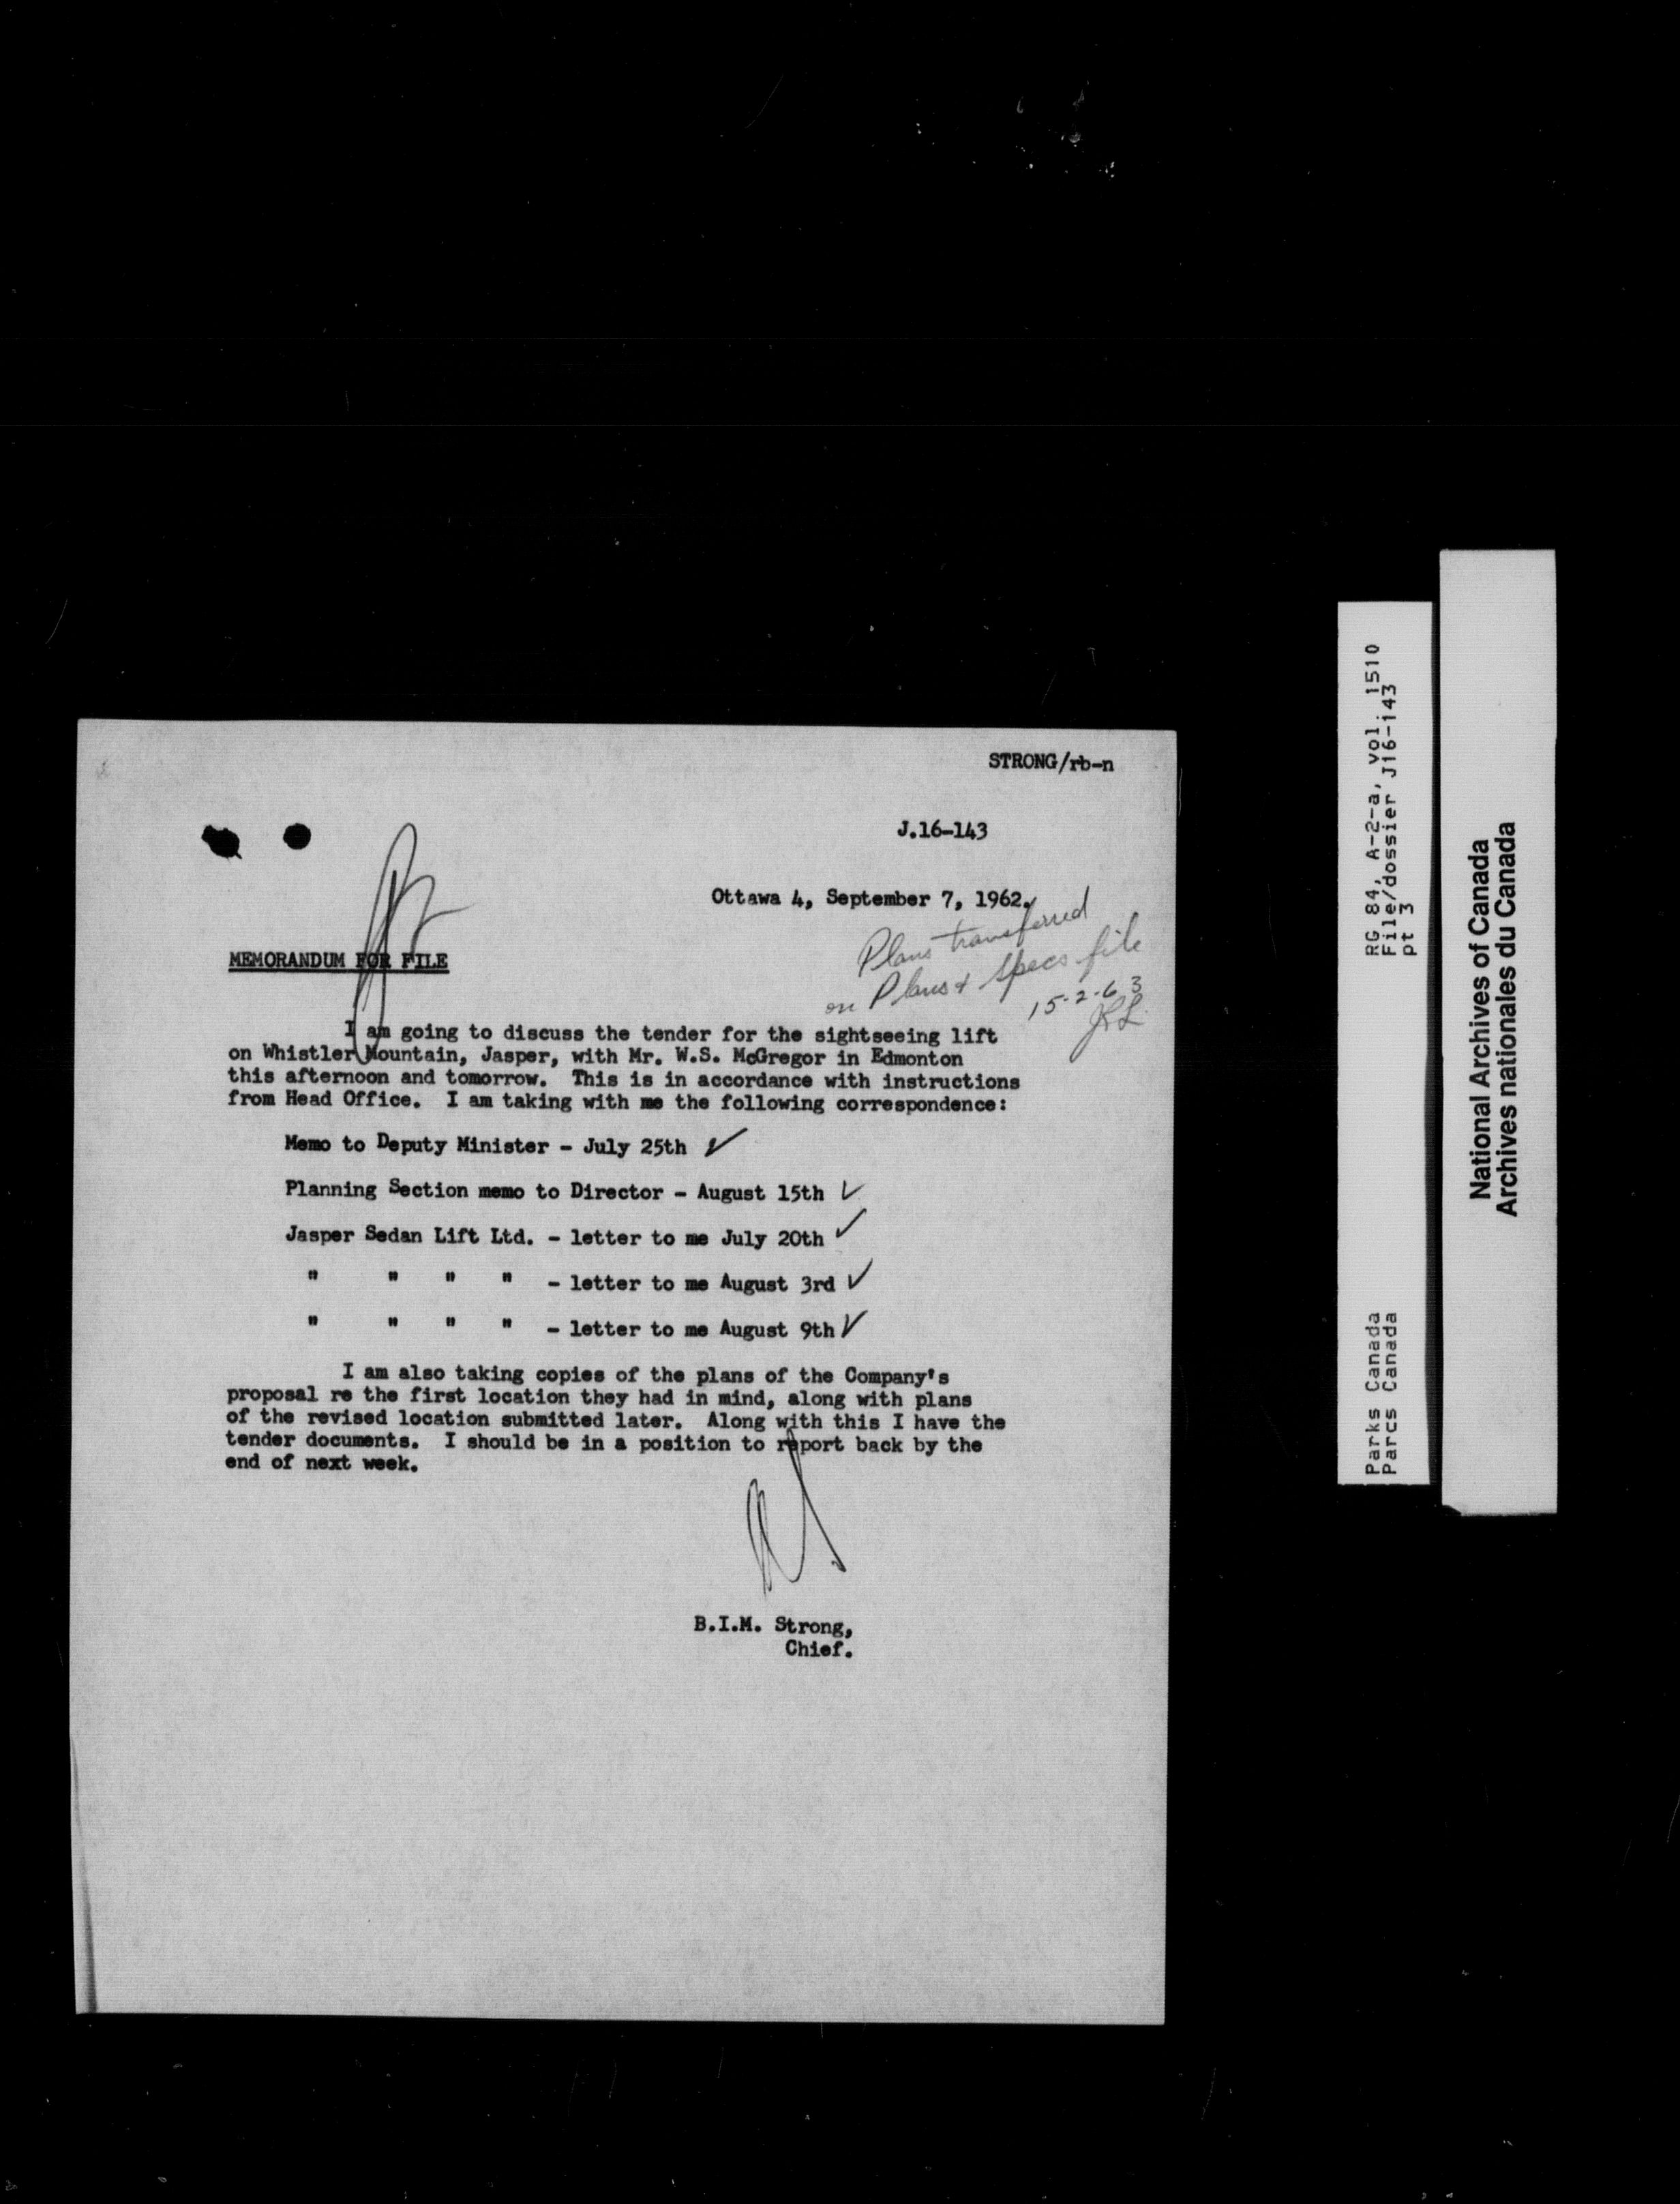 STRONG/rb-n
J.16-143
Ottawa 4, September 7, 1962.
Plans transferred
on Plans & Specs file
15-2-63
MEMORANDUM FOR FILE
I am going to discuss the tender for the sightseeing lift
on Whistler Mountain, Jasper, with Mr. W.S. McGregor in Edmonton
this afternoon and tomorrow. This is in accordance with instructions
from Head Office. I am taking with me the following correspondence:
Memo to Deputy Minister - July 25th ✓
Planning Section memo to Director - August 15th ✓
Jasper Sedan Lift Ltd. - letter to me July 20th ✓
" " " " - letter to me August 3rd ✓
" " " " - letter to me August 9th ✓
I am also taking copies of the plans of the Company's
proposal re the first location they had in mind, along with plans
of the revised location submitted later. Along with this I have the
tender documents. I should be in a position to report back by the
end of next week.
B.I.M. Strong,
Chief.
RG 84, A-2-a, vol. 1510
File/dossier J16-143
pt 3
Parks Canada
Parcs Canada
National Archives of Canada
Archives nationales du Canada